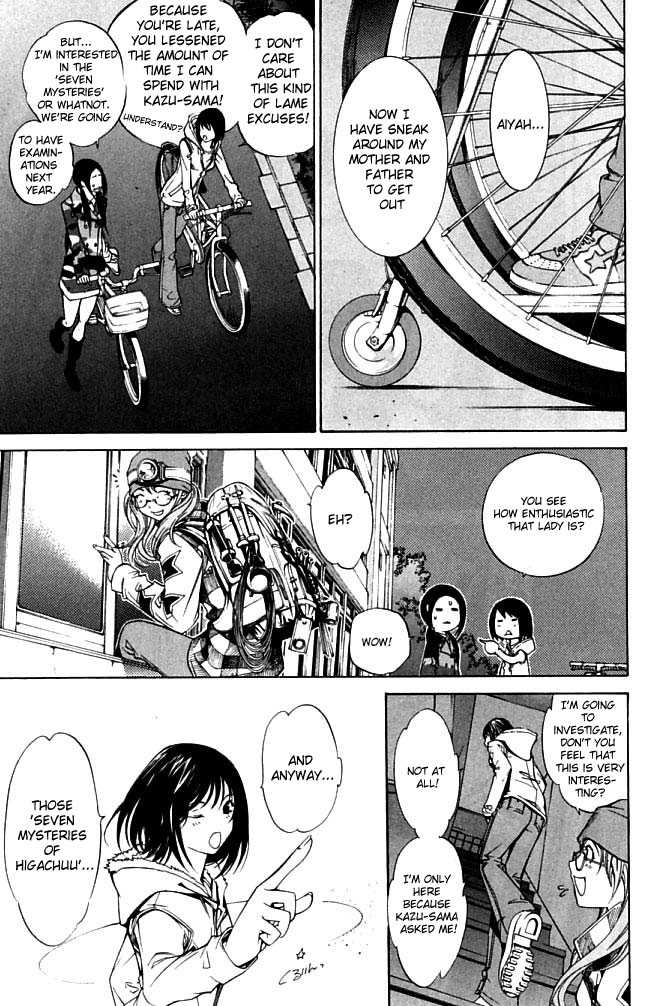 AIYAH...
NOW I
HAVE SNEAK
AROUND MY
MOTHER AND
FATHER
TO GET
OUT
I DON'T
CARE
ABOUT
THIS KIND
OF LAME
EXCUSES!
BECAUSE
YOU'RE LATE,
YOU LESSENED
THE AMOUNT OF
TIME I CAN
SPEND WITH
KAZU-SAMA!
UNDERSTAND?
BUT...
I'M INTERESTED
IN THE
'SEVEN
MYSTERIES'
OR WHATNOT.
WE'RE GOING
TO HAVE
EXAMIN-
ATIONS
NEXT
YEAR.
YOU SEE
HOW ENTHUSIASTIC
THAT LADY IS?
EH?
WOW!
I'M GOING
TO
INVESTIGATE,
DON'T YOU
FEEL THAT
THIS IS VERY
INTERES-
TING?
NOT AT
ALL!
I'M ONLY
HERE
BECAUSE
KAZU-SAMA
ASKED ME!
AND
ANYWAY...
THOSE
'SEVEN
MYSTERIES
OF
HIGACHUU'...